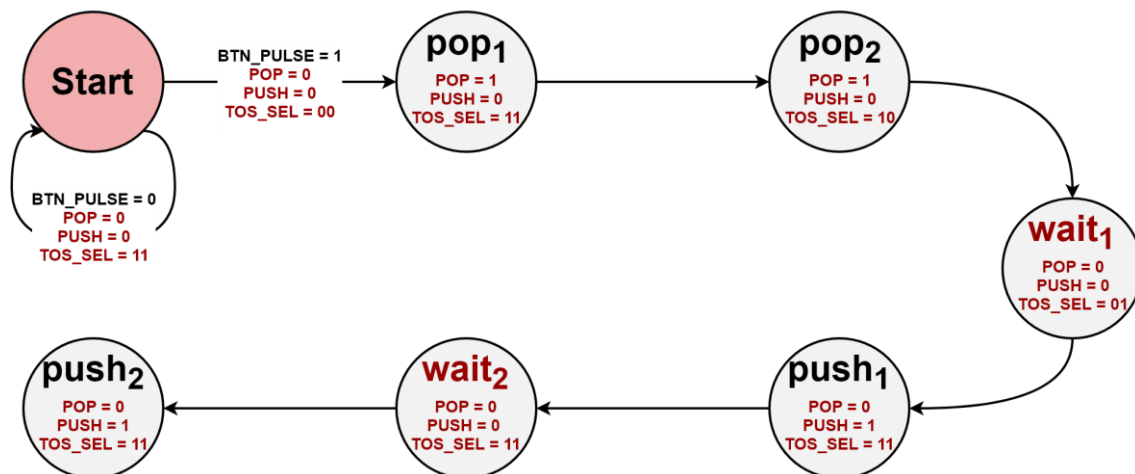 Start
BTN_PULSE = 1
POP = 0
PUSH = 0
TOS_SEL = 00
pop₁
POP = 1
PUSH = 0
TOS_SEL = 11
pop₂
POP = 1
PUSH = 0
TOS_SEL = 10
BTN_PULSE = 0
POP = 0
PUSH = 0
TOS_SEL = 11
wait₁
POP = 0
PUSH = 0
TOS_SEL = 01
push₂
POP = 0
PUSH = 1
TOS_SEL = 11
wait₂
POP = 0
PUSH = 0
TOS_SEL = 11
push₁
POP = 0
PUSH = 1
TOS_SEL = 11